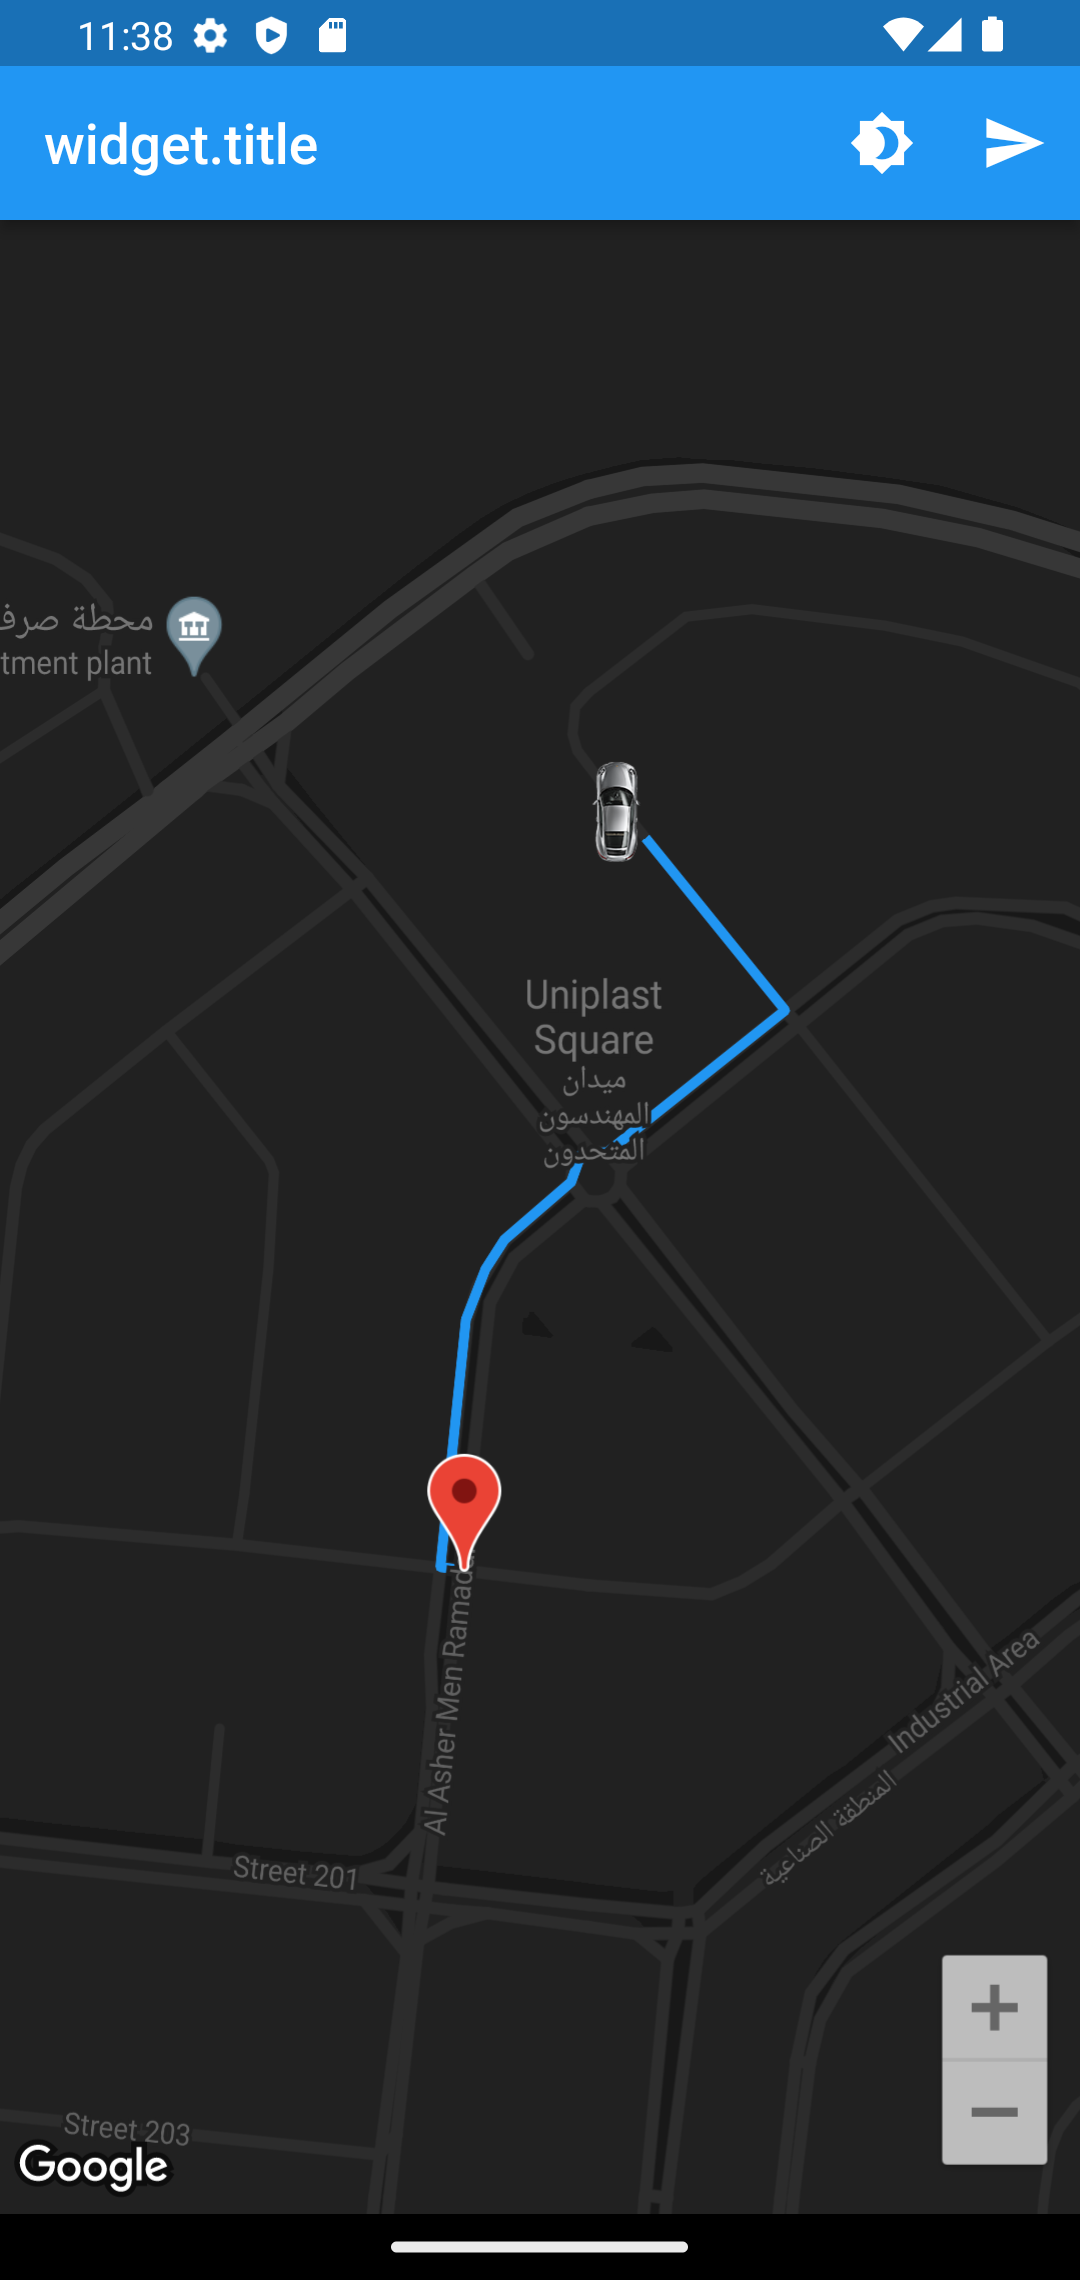 11:38
widget.title
محطة صرف
tment plant
Uniplast
Square
ميدان
المهندسون
المتحدون
Al Asher Men Ramada
Industrial Area
المنطقة الصناعية
Street 201
Street 203
Google